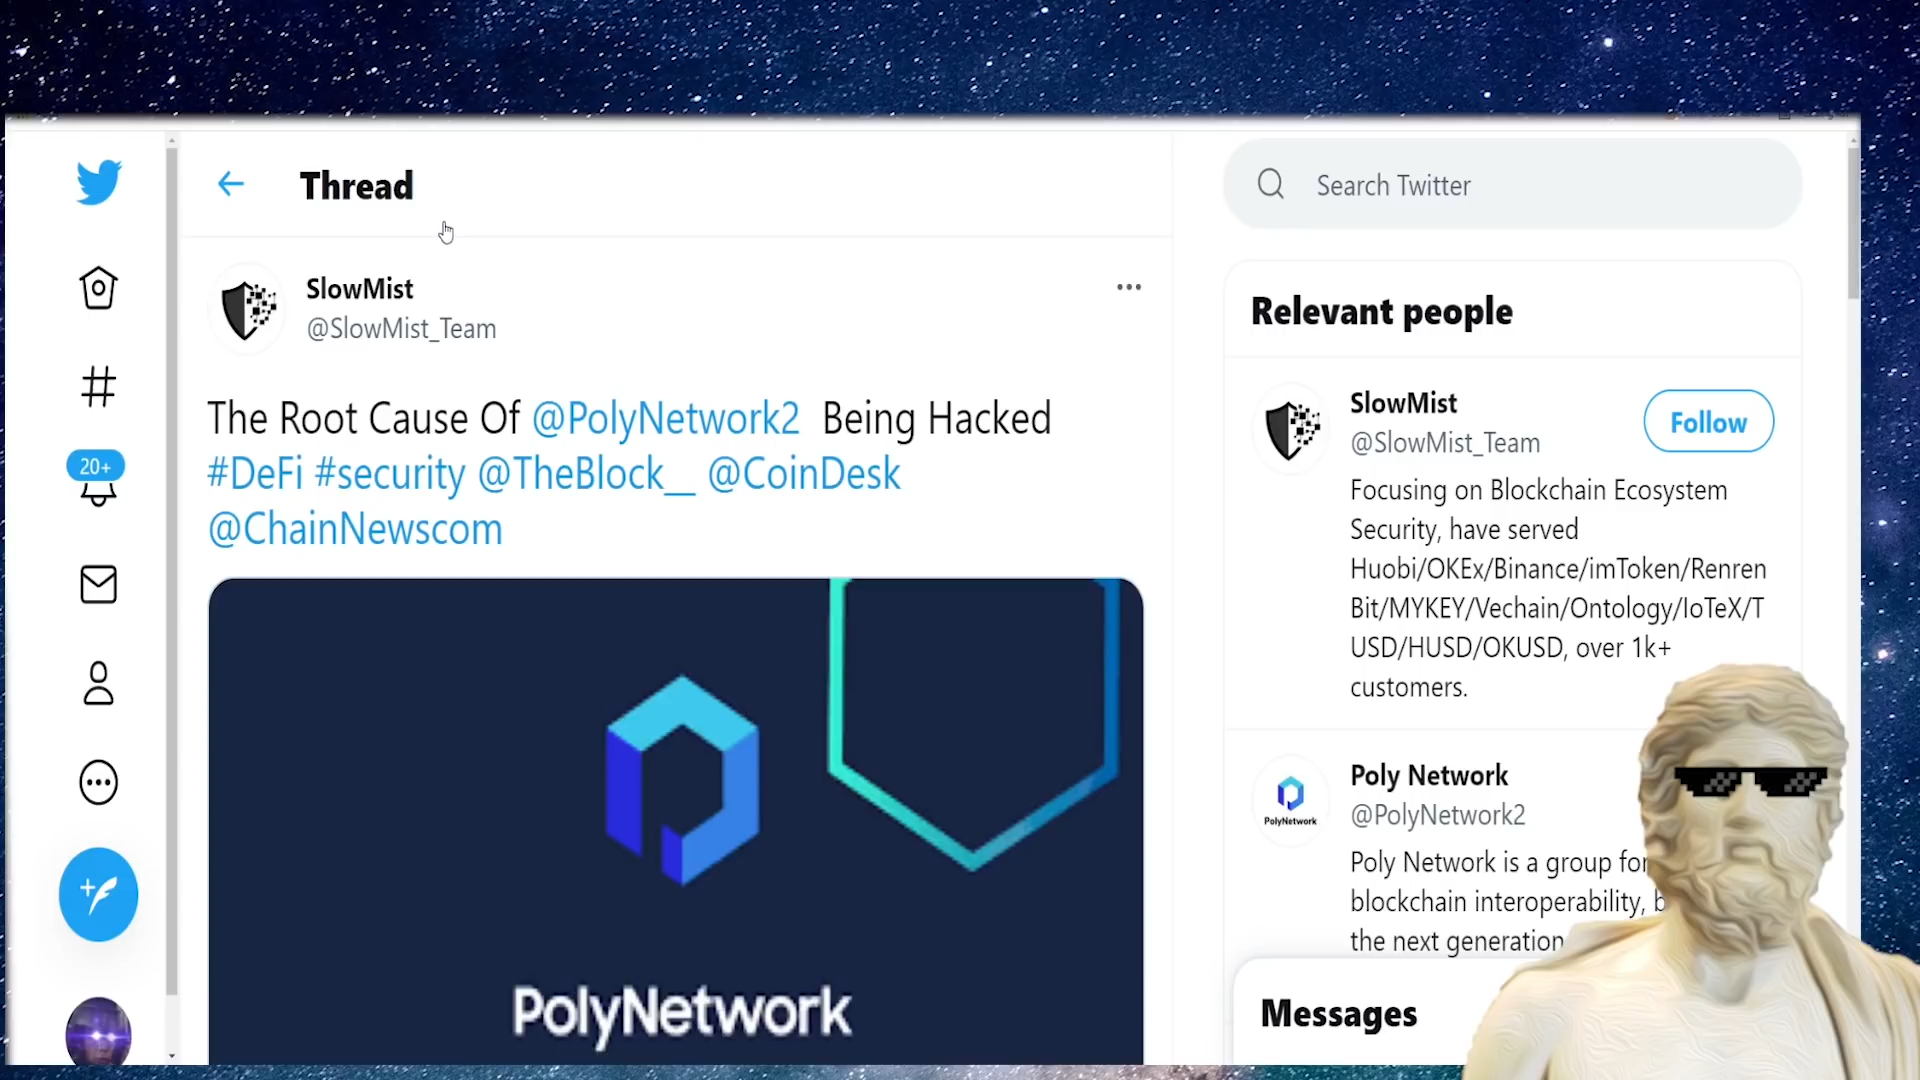 Thread
Search Twitter
SlowMist
@SlowMist_Team
The Root Cause Of @PolyNetwork2 Being Hacked
#DeFi #security @TheBlock__ @CoinDesk
@ChainNewscom
PolyNetwork
20+
Relevant people
SlowMist
@SlowMist_Team
Follow
Focusing on Blockchain Ecosystem
Security, have served
Huobi/OKEx/Binance/imToken/Renren
Bit/MYKEY/Vechain/Ontology/IoTeX/T
USD/HUSD/OKUSD, over 1k+
customers.
Poly Network
@PolyNetwork2
PolyNetwork
Poly Network is a group for
blockchain interoperability,
the next generation
Messages